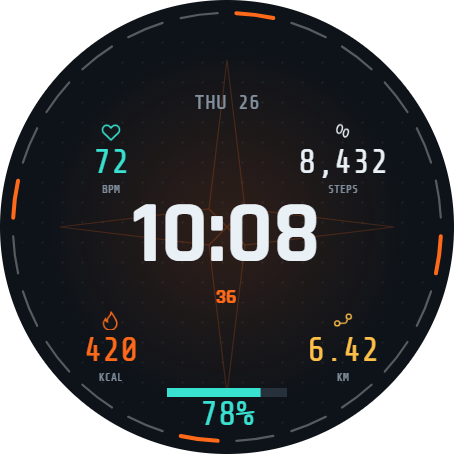 THU 26
72
BPM
8,432
STEPS
10:08
36
420
KCAL
6.42
KM
78%